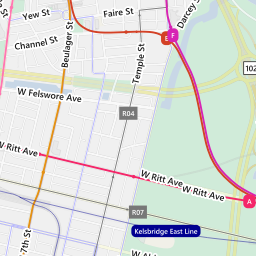 Faire St
Yew St
Darcey St
Channel St
Temple St
E
F
Beulager St
102
W Felswore Ave
R04
W Ritt Ave
W Ritt Ave
W Ritt Ave
A
R07
Kelsbridge East Line
7th St